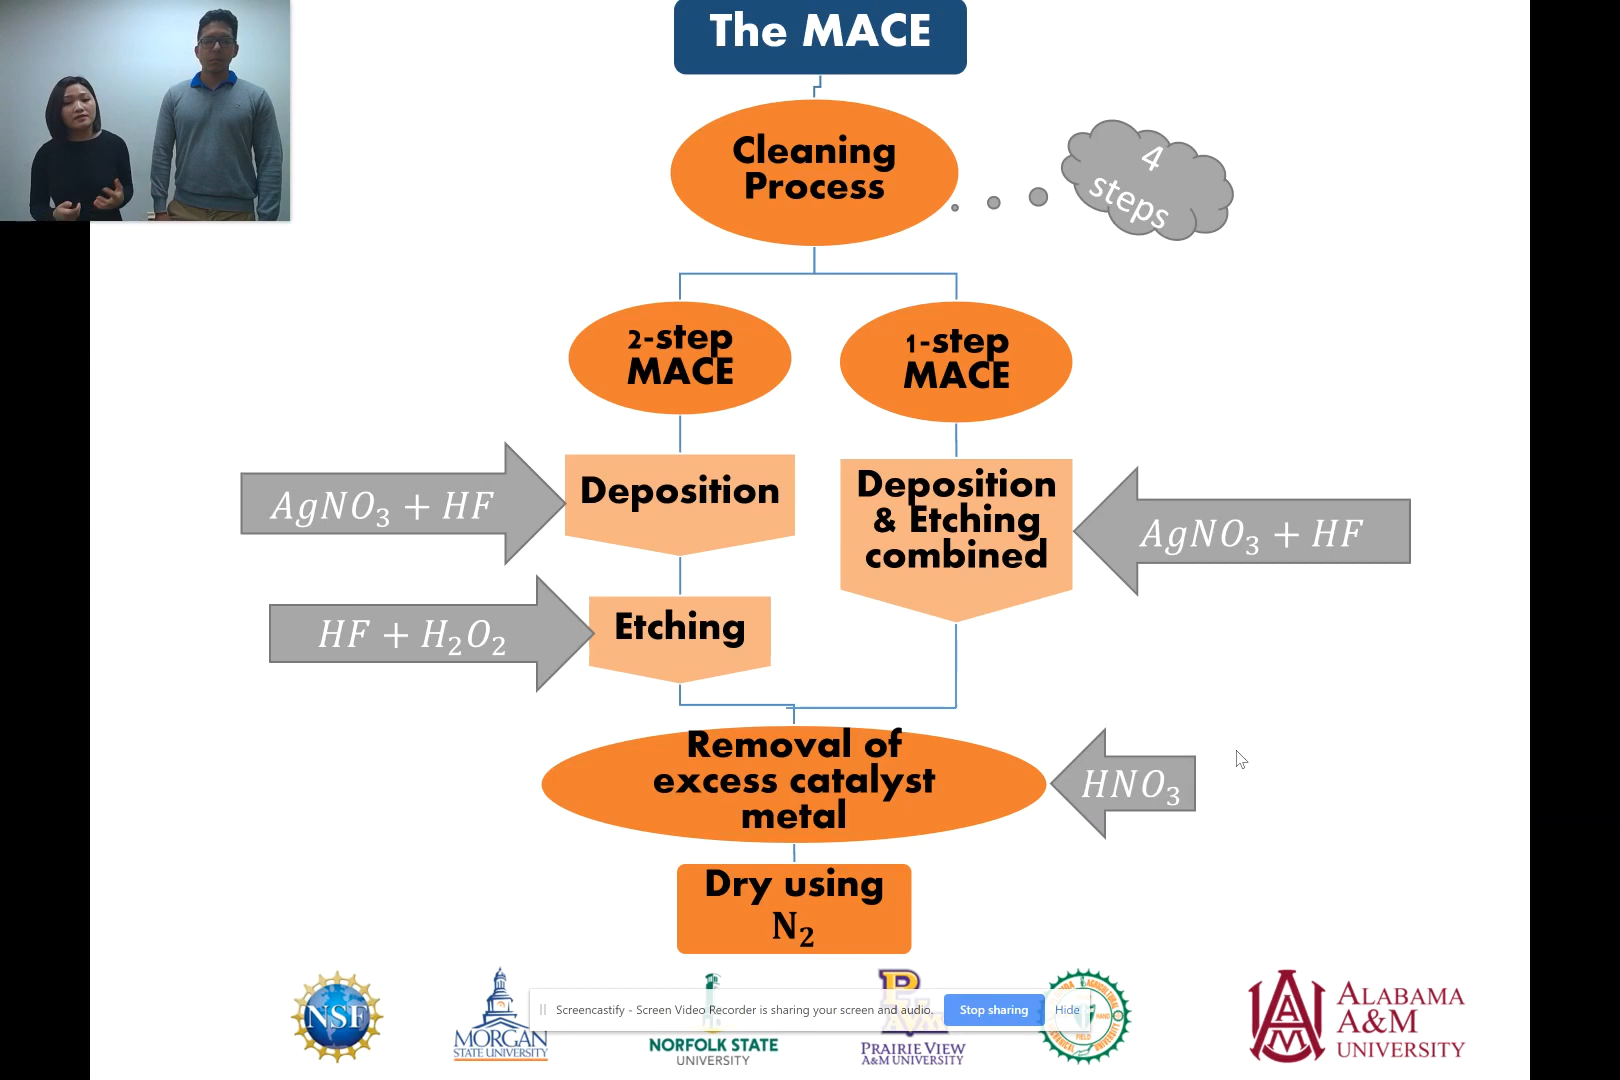 The MACE
Cleaning
Process
4
steps
2-step
MACE
1-step
MACE
AgNO₃ + HF
Deposition
Deposition
& Etching
combined
AgNO₃ + HF
HF + H₂O₂
Etching
Removal of
excess catalyst
metal
HNO₃
Dry using
N₂
NSF
MORGAN
STATE UNIVERSITY
NORFOLK STATE
UNIVERSITY
PRAIRIE VIEW
A&M UNIVERSITY
ALABAMA
A&M
UNIVERSITY
Screencastify - Screen Video Recorder is sharing your screen and audio.
Stop sharing
Hide